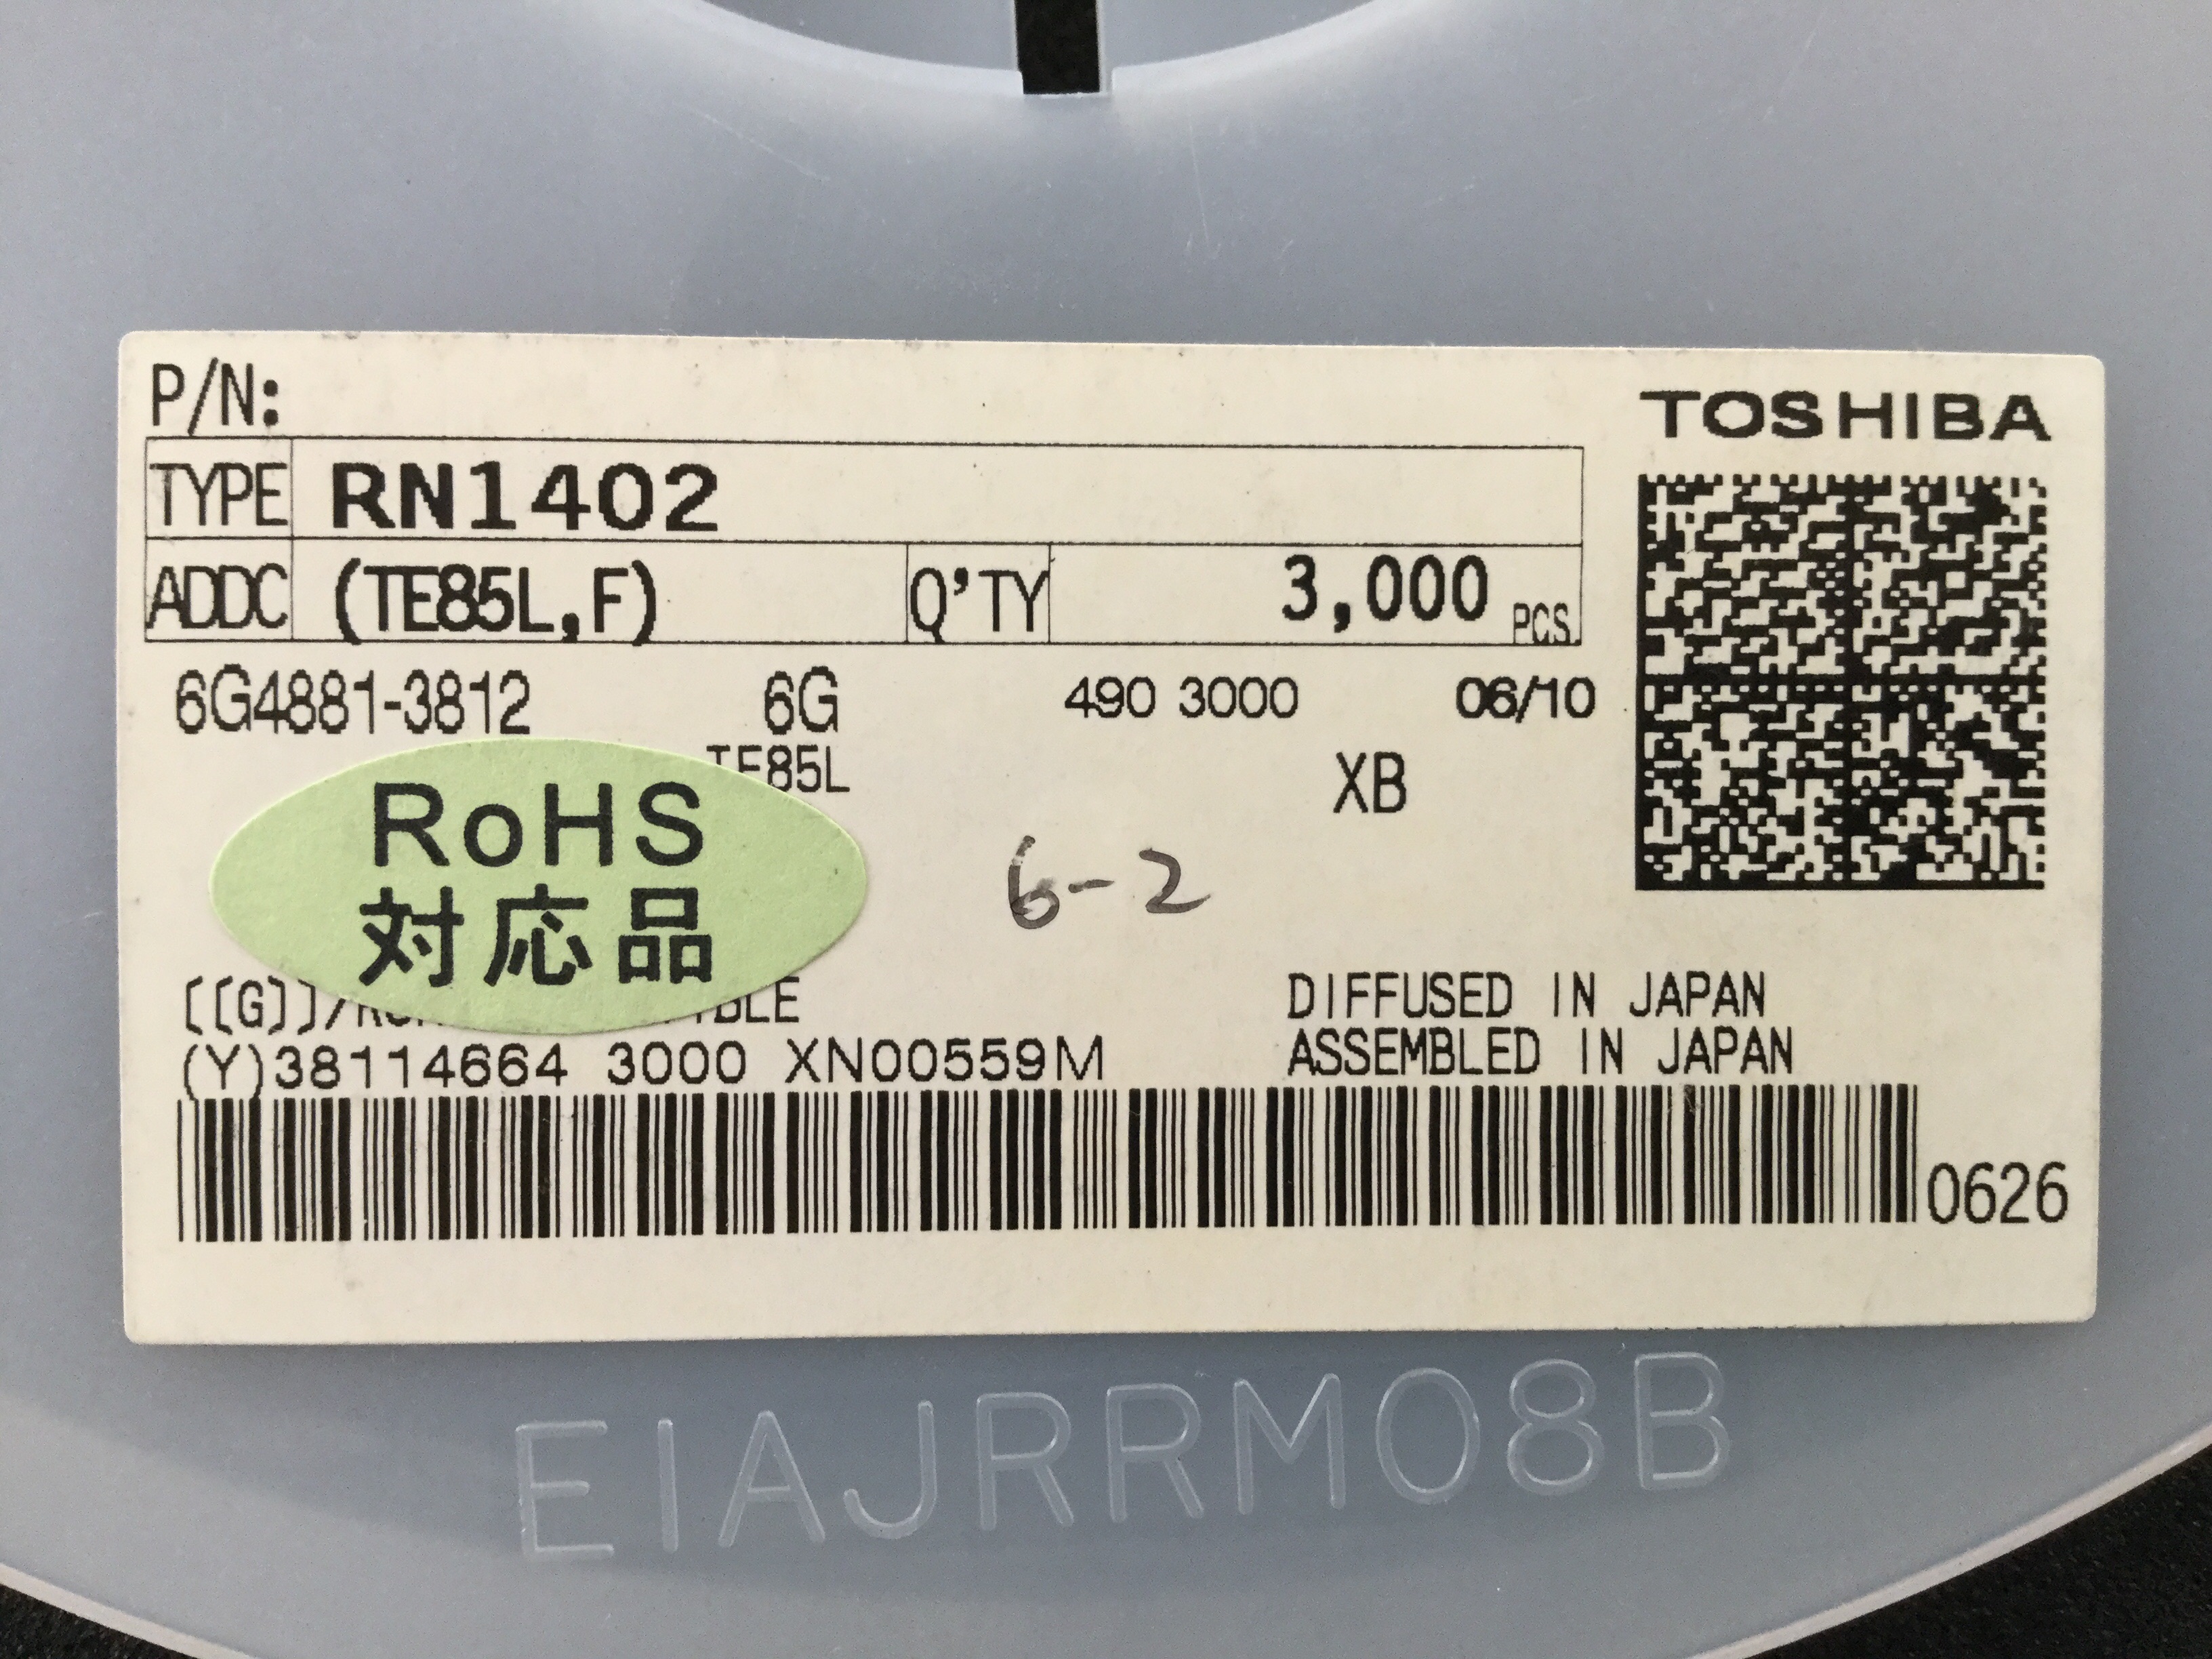 P/N:
TOSHIBA
TYPE RN1402
ADDC (TE85L,F) Q'TY 3,000 PCS.
6G4881-3812 6G 490 3000 06/10
TE85L XB
RoHS
対応品
6-2
[[G]]/
DIFFUSED IN JAPAN
(Y)38114664 3000 XN00559M
ASSEMBLED IN JAPAN
0626
EIAJRRM08B